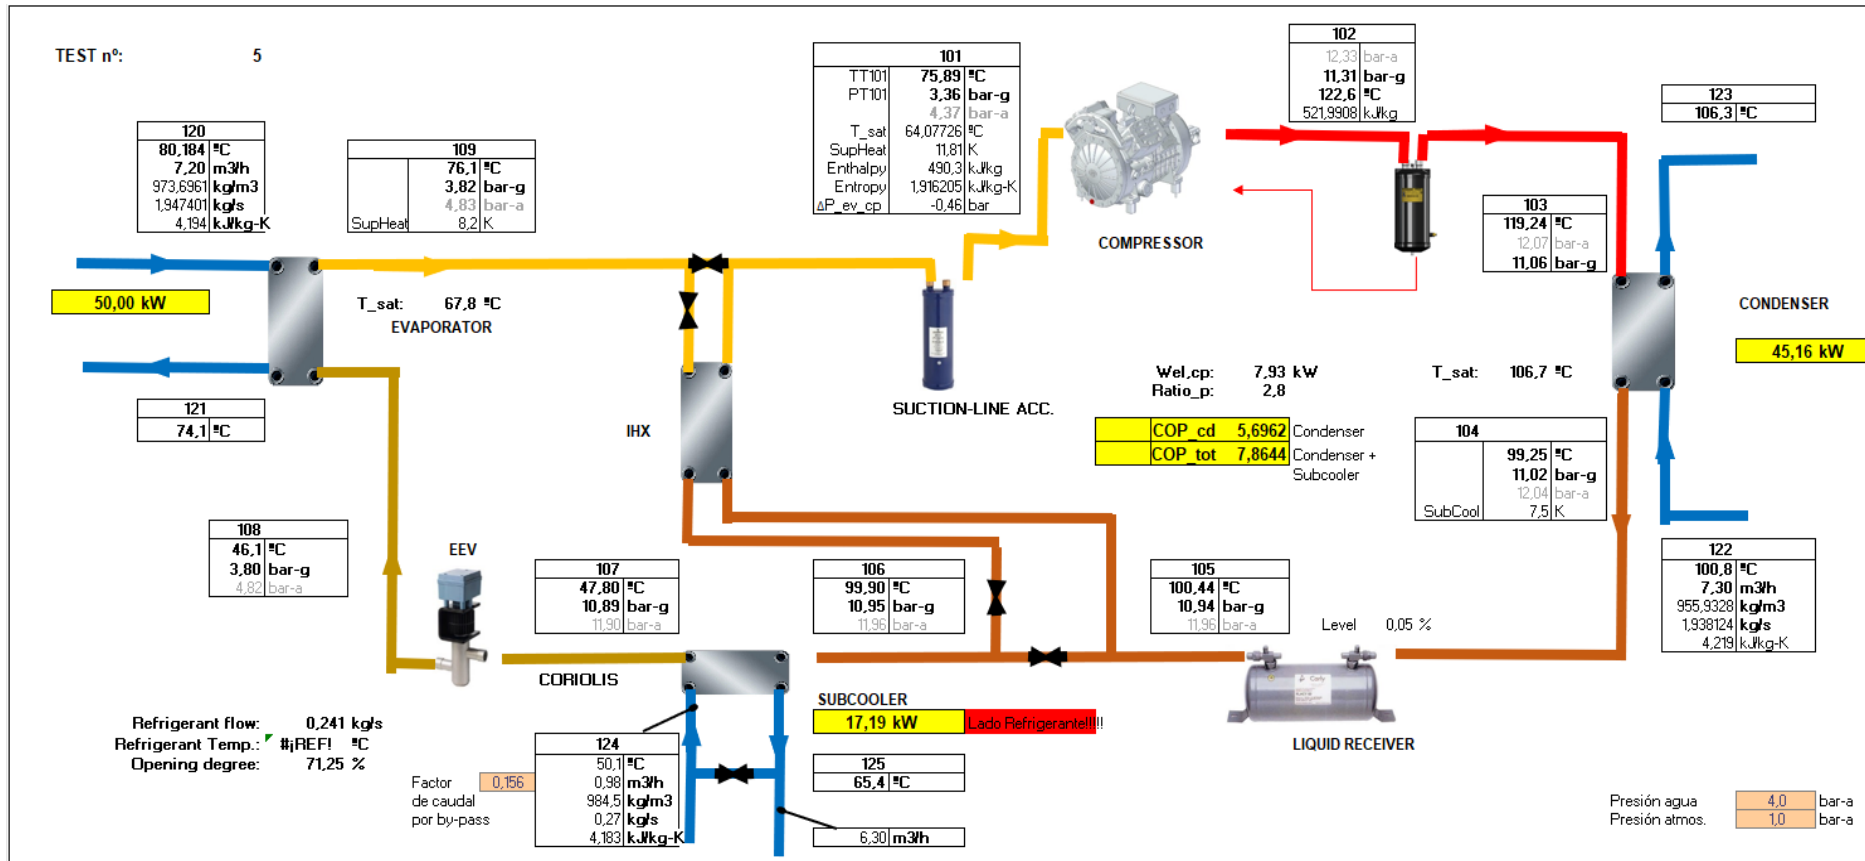 TEST nº: 5
120
80,184 ºC
7,20 m3/h
973,6961 kg/m3
1,947401 kg/s
4,194 kJ/kg-K
109
76,1 ºC
3,82 bar-g
4,83 bar-a
SupHeat 8,2 K
101
TT101 75,89 ºC
PT101 3,36 bar-g
4,37 bar-a
T_sat 64,07726 ºC
SupHeat 11,81 K
Enthalpy 490,3 kJ/kg
Entropy 1,916205 kJ/kg-K
ΔP_ev_cp -0,46 bar
COMPRESSOR
102
12,33 bar-a
11,31 bar-g
122,6 ºC
521,9908 kJ/kg
123
106,3 ºC
103
119,24 ºC
12,07 bar-a
11,06 bar-g
50,00 kW
T_sat: 67,8 ºC
EVAPORATOR
121
74,1 ºC
IHX
SUCTION-LINE ACC.
Wel,cp: 7,93 kW
Ratio_p: 2,8
COP_cd 5,6962 Condenser
COP_tot 7,8644 Condenser +
Subcooler
T_sat: 106,7 ºC
CONDENSER
45,16 kW
104
99,25 ºC
11,02 bar-g
12,04 bar-a
SubCool 7,5 K
108
46,1 ºC
3,80 bar-g
4,82 bar-a
EEV
107
47,80 ºC
10,89 bar-g
11,90 bar-a
106
99,90 ºC
10,95 bar-g
11,96 bar-a
105
100,44 ºC
10,94 bar-g
11,96 bar-a
Level 0,05 %
122
100,8 ºC
7,30 m3/h
955,9328 kg/m3
1,938124 kg/s
4,219 kJ/kg-K
CORIOLIS
SUBCOOLER
17,19 kW Lado Refrigerante!!!!!
LIQUID RECEIVER
Refrigerant flow: 0,241 kg/s
Refrigerant Temp.: #¡REF! ºC
Opening degree: 71,25 %
Factor 0,156
de caudal
por by-pass
124
50,1 ºC
0,98 m3/h
984,5 kg/m3
0,27 kg/s
4,183 kJ/kg-K
125
65,4 ºC
6,30 m3/h
Presión agua 4,0 bar-a
Presión atmos. 1,0 bar-a